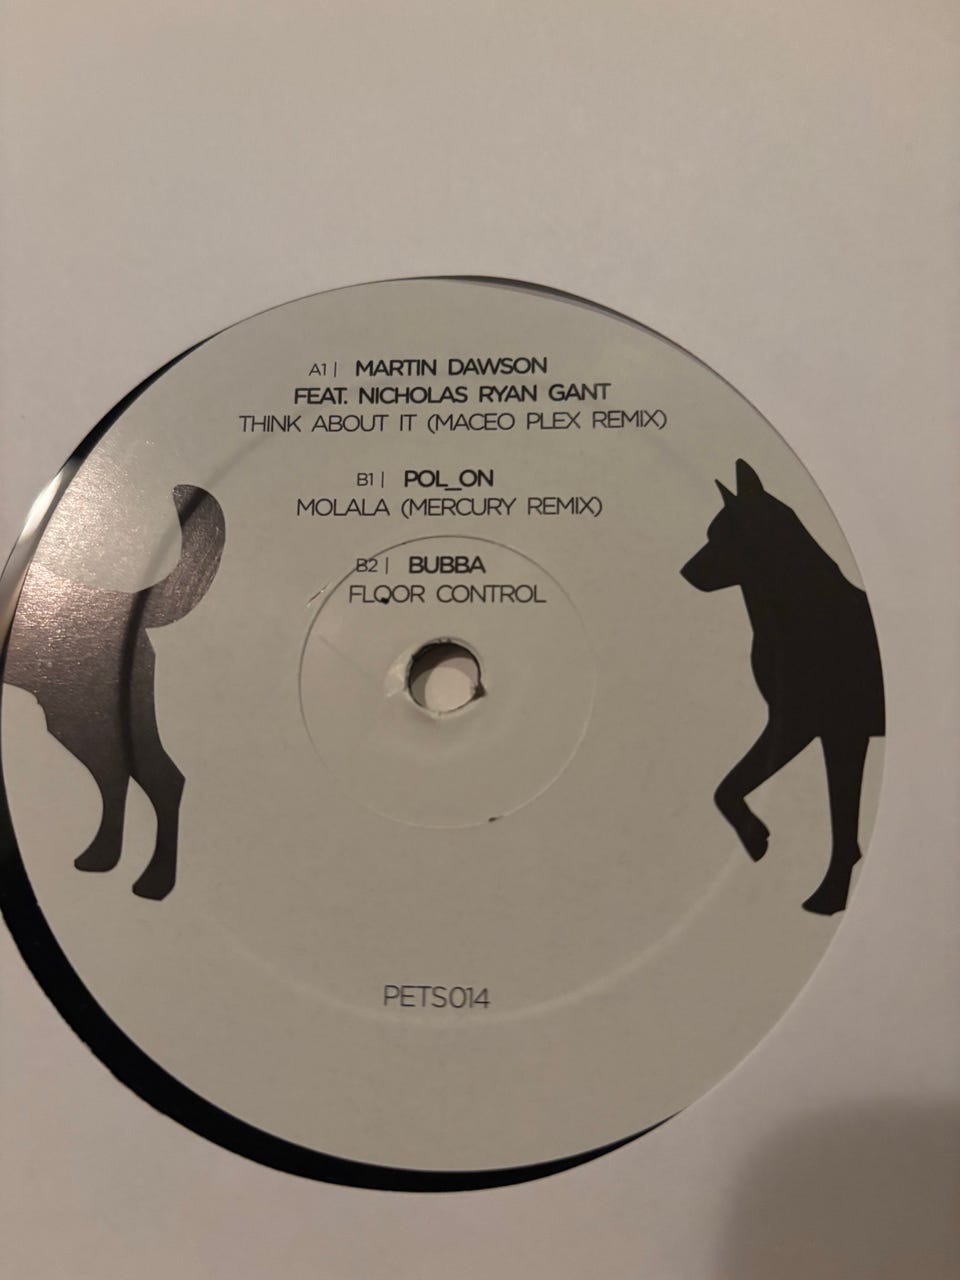 A1 | MARTIN DAWSON
FEAT. NICHOLAS RYAN GANT
THINK ABOUT IT (MACEO PLEX REMIX)
B1 | POL_ON
MOLALA (MERCURY REMIX)
B2 | BUBBA
FLOOR CONTROL
PETS014